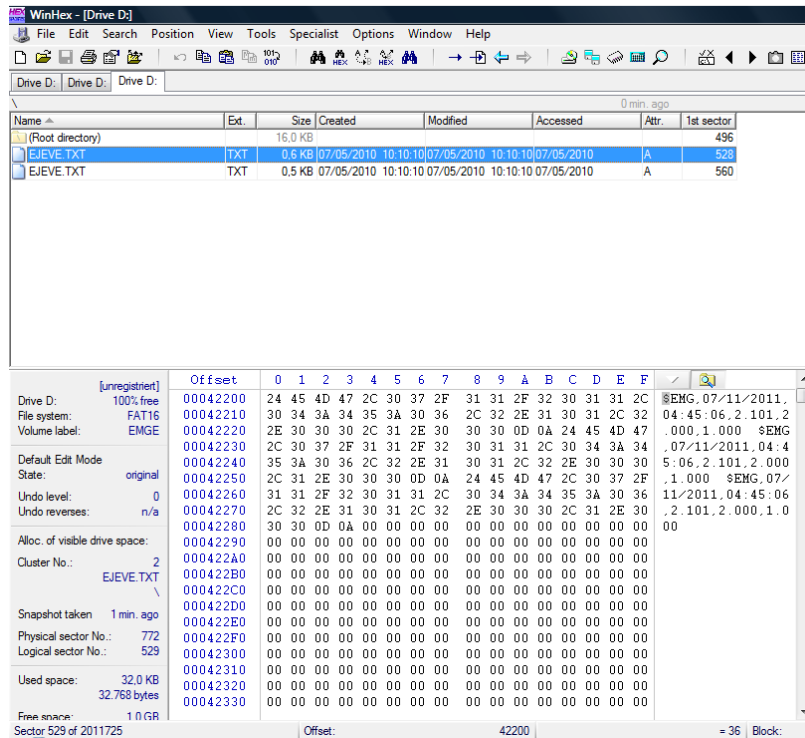 WinHex - [Drive D:]
File Edit Search Position View Tools Specialist Options Window Help
Drive D: Drive D: Drive D:
\ 0 min. ago
Name Ext. Size Created Modified Accessed Attr. 1st sector
(Root directory) 16,0 KB 496
EJEVE.TXT TXT 0,6 KB 07/05/2010 10:10:10 07/05/2010 10:10:10 07/05/2010 A 528
EJEVE.TXT TXT 0,5 KB 07/05/2010 10:10:10 07/05/2010 10:10:10 07/05/2010 A 560
[unregistriert]
Drive D: 100% free
File system: FAT16
Volume label: EMGE
Default Edit Mode
State: original
Undo level: 0
Undo reverses: n/a
Alloc. of visible drive space:
Cluster No.: 2
EJEVE.TXT
\
Snapshot taken 1 min. ago
Physical sector No.: 772
Logical sector No.: 529
Used space: 32,0 KB
32.768 bytes
Free space: 1,0 GB
Offset 0 1 2 3 4 5 6 7 8 9 A B C D E F
00042200 24 45 4D 47 2C 30 37 2F 31 31 2F 32 30 31 31 2C $EMG,07/11/2011,
00042210 30 34 3A 34 35 3A 30 36 2C 32 2E 31 30 31 2C 32 04:45:06,2.101,2
00042220 2E 30 30 30 2C 31 2E 30 30 30 0D 0A 24 45 4D 47 .000,1.000 $EMG
00042230 2C 30 37 2F 31 31 2F 32 30 31 31 2C 30 34 3A 34 ,07/11/2011,04:4
00042240 35 3A 30 36 2C 32 2E 31 30 31 2C 32 2E 30 30 30 5:06,2.101,2.000
00042250 2C 31 2E 30 30 30 0D 0A 24 45 4D 47 2C 30 37 2F ,1.000 $EMG,07/
00042260 31 31 2F 32 30 31 31 2C 30 34 3A 34 35 3A 30 36 11/2011,04:45:06
00042270 2C 32 2E 31 30 31 2C 32 2E 30 30 30 2C 31 2E 30 ,2.101,2.000,1.0
00042280 30 30 0D 0A 00 00 00 00 00 00 00 00 00 00 00 00 00
00042290 00 00 00 00 00 00 00 00 00 00 00 00 00 00 00 00
000422A0 00 00 00 00 00 00 00 00 00 00 00 00 00 00 00 00
000422B0 00 00 00 00 00 00 00 00 00 00 00 00 00 00 00 00
000422C0 00 00 00 00 00 00 00 00 00 00 00 00 00 00 00 00
000422D0 00 00 00 00 00 00 00 00 00 00 00 00 00 00 00 00
000422E0 00 00 00 00 00 00 00 00 00 00 00 00 00 00 00 00
000422F0 00 00 00 00 00 00 00 00 00 00 00 00 00 00 00 00
00042300 00 00 00 00 00 00 00 00 00 00 00 00 00 00 00 00
00042310 00 00 00 00 00 00 00 00 00 00 00 00 00 00 00 00
00042320 00 00 00 00 00 00 00 00 00 00 00 00 00 00 00 00
00042330 00 00 00 00 00 00 00 00 00 00 00 00 00 00 00 00
Sector 529 of 2011725 Offset: 42200 = 36 Block: